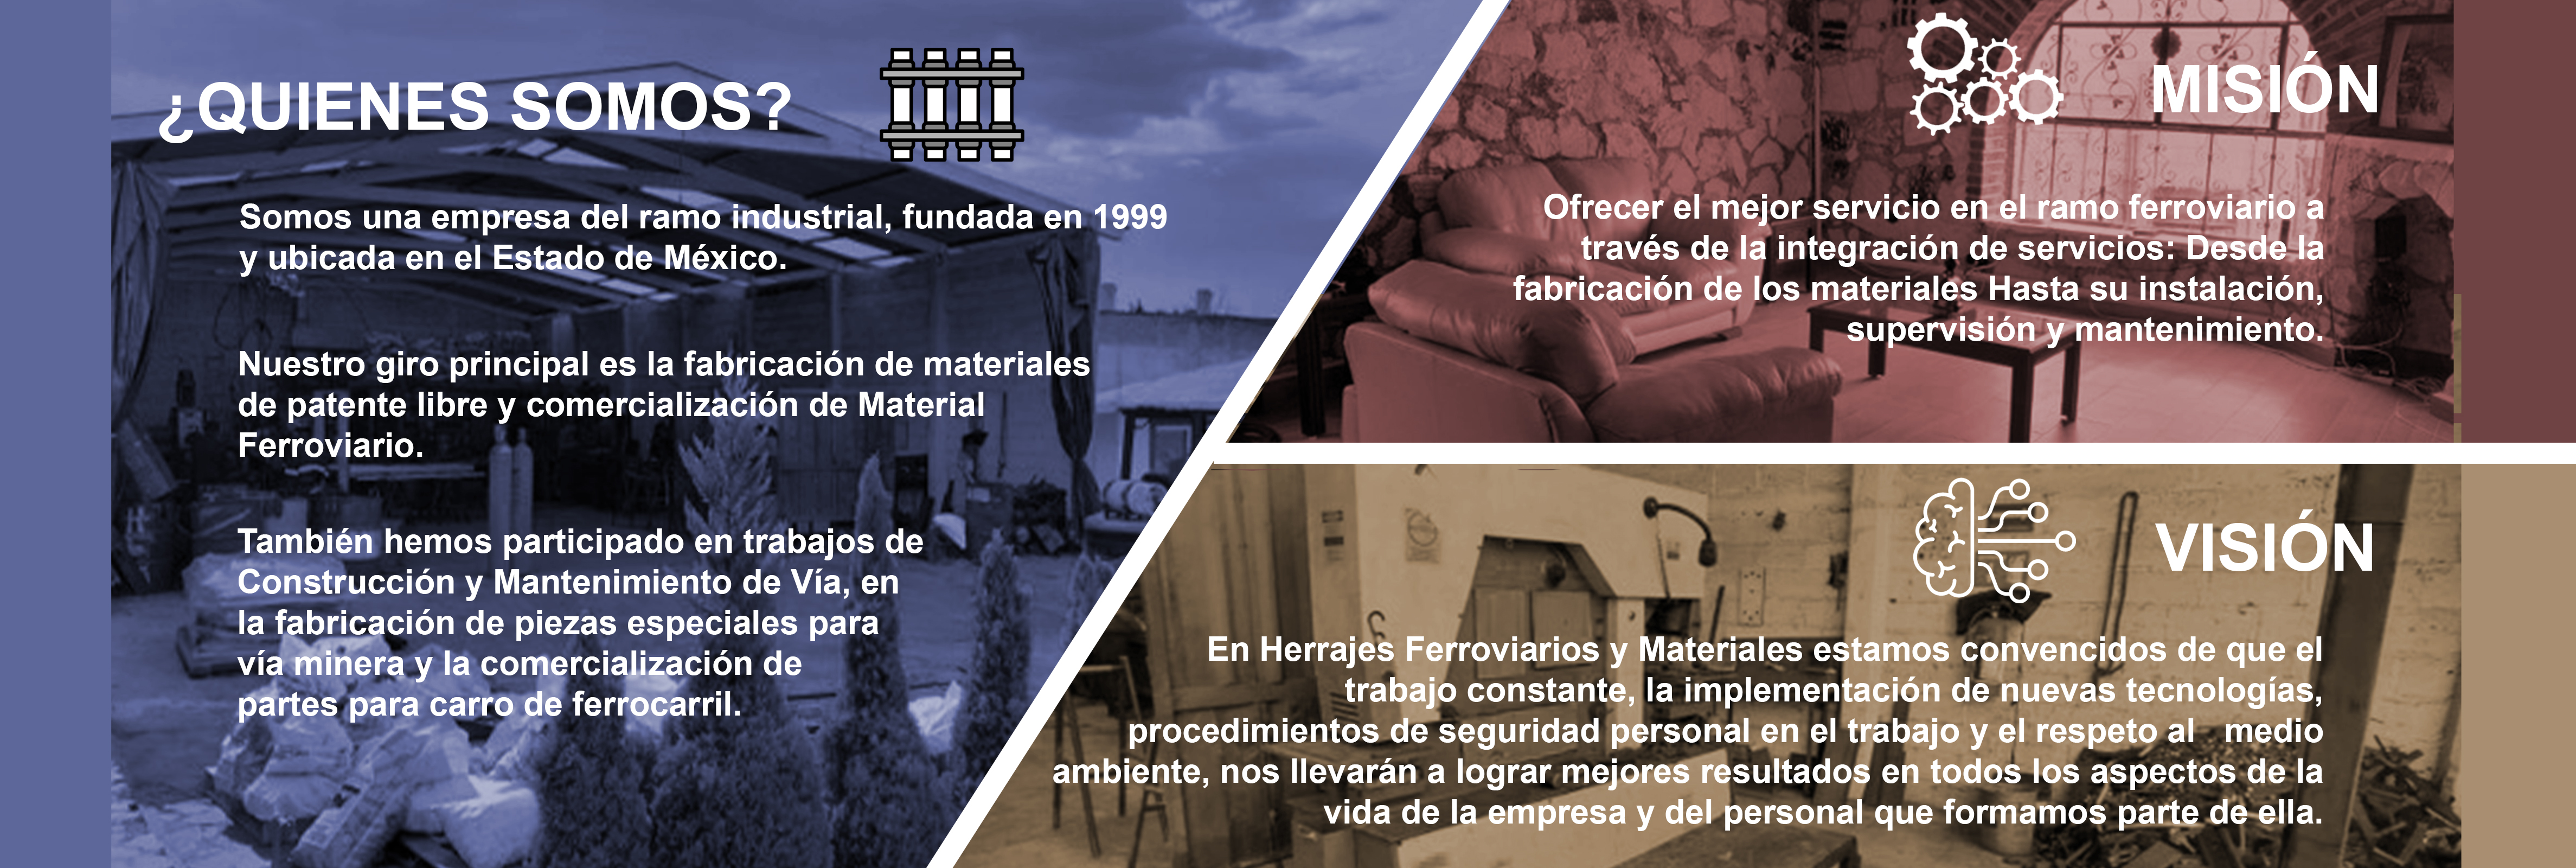 ¿QUIENES SOMOS?
Somos una empresa del ramo industrial, fundada en 1999
y ubicada en el Estado de México.
Nuestro giro principal es la fabricación de materiales
de patente libre y comercialización de Material
Ferroviario.
También hemos participado en trabajos de
Construcción y Mantenimiento de Vía, en
la fabricación de piezas especiales para
vía minera y la comercialización de
partes para carro de ferrocarril.
MISIÓN
Ofrecer el mejor servicio en el ramo ferroviario a
través de la integración de servicios: Desde la
fabricación de los materiales Hasta su instalación,
supervisión y mantenimiento.
VISIÓN
En Herrajes Ferroviarios y Materiales estamos convencidos de que el
trabajo constante, la implementación de nuevas tecnologías,
procedimientos de seguridad personal en el trabajo y el respeto al   medio
ambiente, nos llevarán a lograr mejores resultados en todos los aspectos de la
vida de la empresa y del personal que formamos parte de ella.